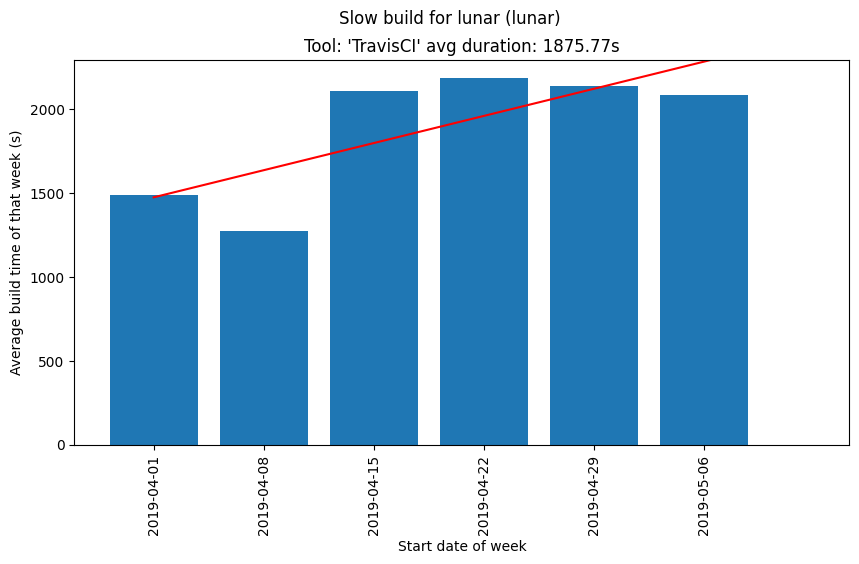 Slow build for lunar (lunar)
Tool: 'TravisCI' avg duration: 1875.77s
Average build time of that week (s)
2000
1500
1000
500
0
2019-04-01
2019-04-08
2019-04-15
2019-04-22
2019-04-29
2019-05-06
Start date of week